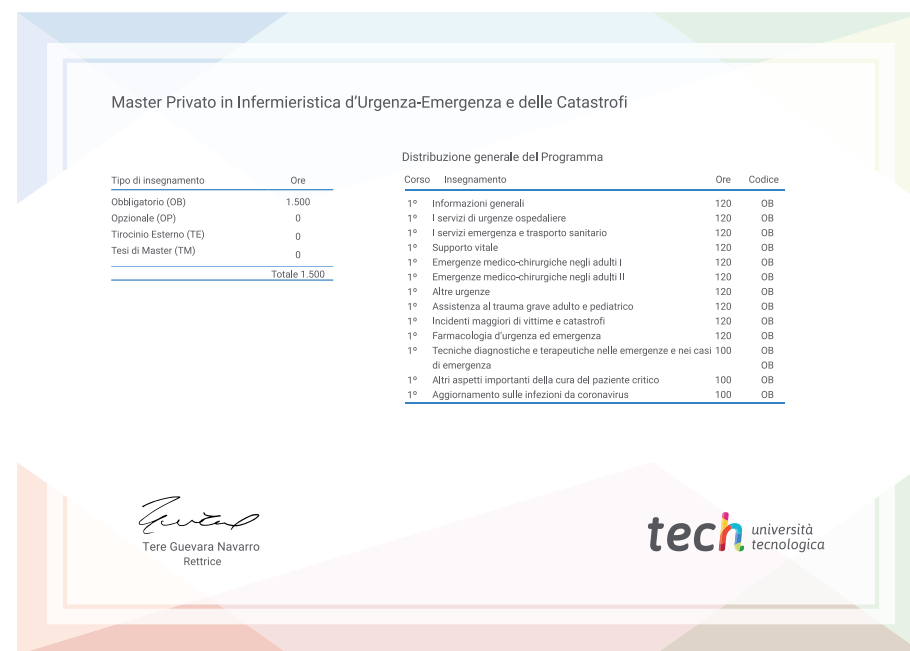 Master Privato in Infermieristica d'Urgenza-Emergenza e delle Catastrofi
Tipo di insegnamento Ore
Obbligatorio (OB) 1.500
Opzionale (OP) 0
Tirocinio Esterno (TE) 0
Tesi di Master (TM) 0
Totale 1.500
Distribuzione generale del Programma
Corso Insegnamento Ore Codice
1º Informazioni generali 120 OB
1º I servizi di urgenze ospedaliere 120 OB
1º I servizi emergenza e trasporto sanitario 120 OB
1º Supporto vitale 120 OB
1º Emergenze medico-chirurgiche negli adulti I 120 OB
1º Emergenze medico-chirurgiche negli adulti II 120 OB
1º Altre urgenze 120 OB
1º Assistenza al trauma grave adulto e pediatrico 120 OB
1º Incidenti maggiori di vittime e catastrofi 120 OB
1º Farmacologia d'urgenza ed emergenza 120 OB
1º Tecniche diagnostiche e terapeutiche nelle emergenze e nei casi 100 OB
di emergenza OB
1º Altri aspetti importanti della cura del paziente critico 100 OB
1º Aggiornamento sulle infezioni da coronavirus 100 OB
Tere Guevara Navarro
Rettrice
tech università
tecnologica